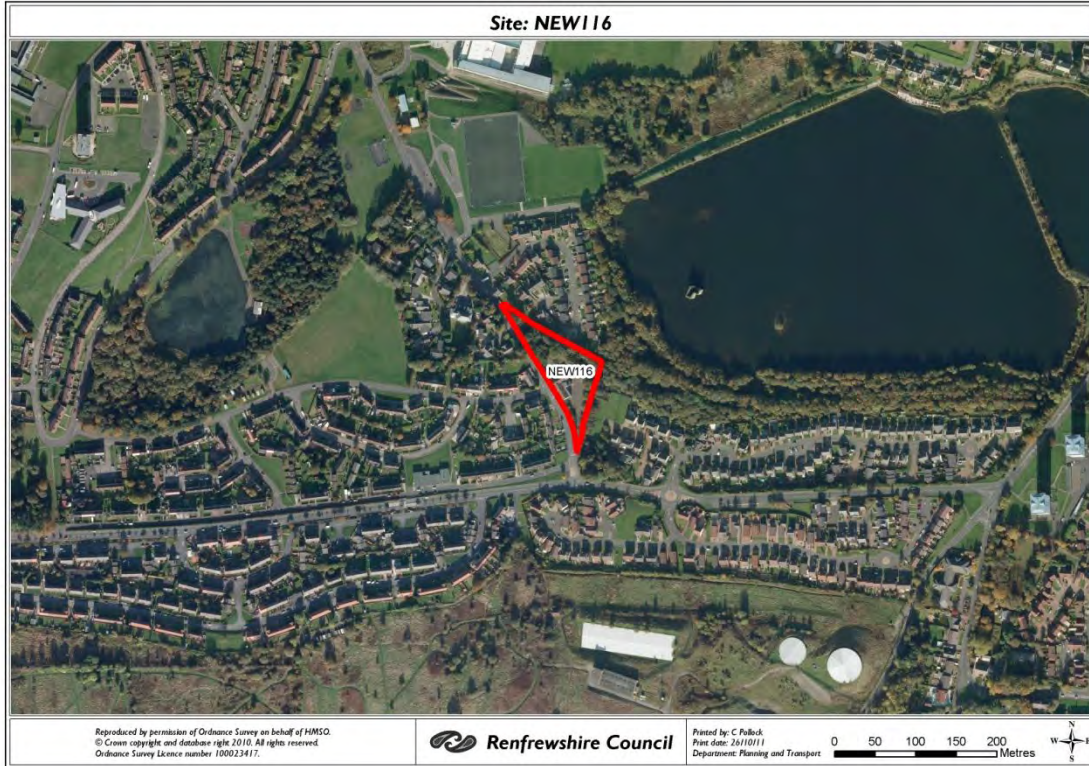 Site: NEW116
NEW116
Reproduced by permission of Ordnance Survey on behalf of HMSO.
© Crown copyright and database right 2010. All rights reserved.
Ordnance Survey Licence number 100023417.
Renfrewshire Council
Printed by: C Pollock
Print date: 26/10/11
Department: Planning and Transport
0 50 100 150 200
Metres
N
W E
S